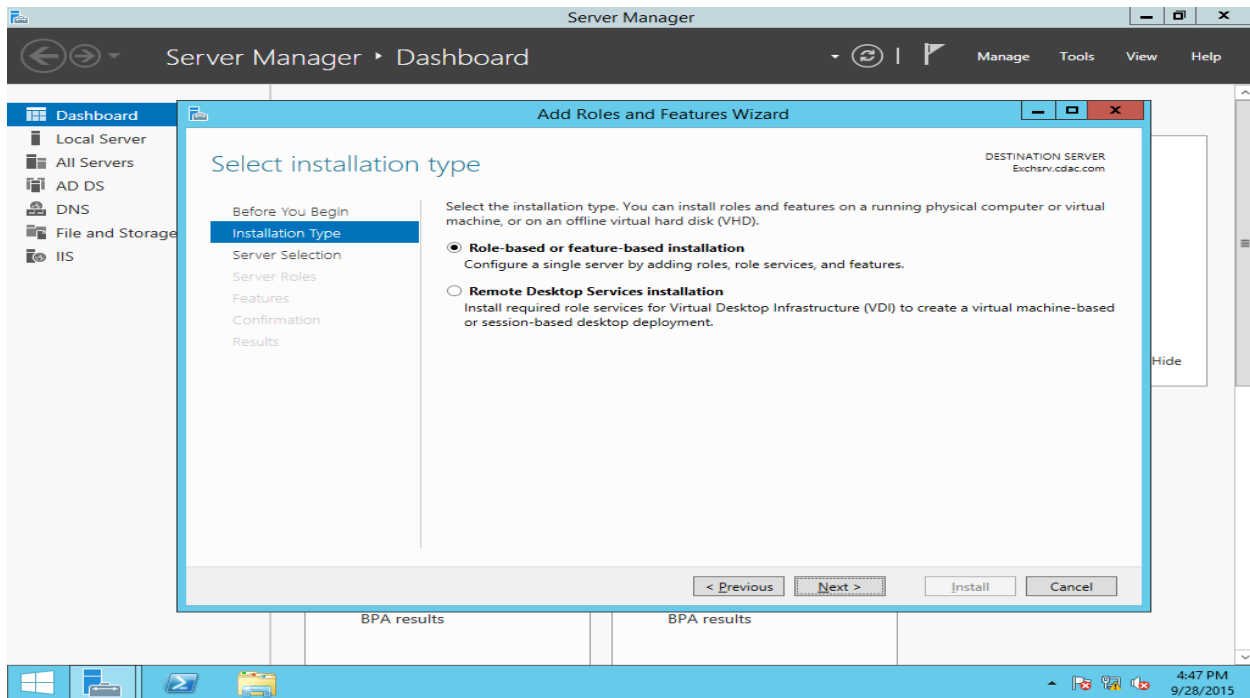 Server Manager
Server Manager • Dashboard
Manage Tools View Help
Dashboard
Local Server
All Servers
AD DS
DNS
File and Storage
IIS
Add Roles and Features Wizard
Select installation type
DESTINATION SERVER
Exchsrv.cdac.com
Before You Begin
Installation Type
Server Selection
Server Roles
Features
Confirmation
Results
Select the installation type. You can install roles and features on a running physical computer or virtual
machine, or on an offline virtual hard disk (VHD).
Role-based or feature-based installation
Configure a single server by adding roles, role services, and features.
Remote Desktop Services installation
Install required role services for Virtual Desktop Infrastructure (VDI) to create a virtual machine-based
or session-based desktop deployment.
Hide
< Previous Next > Install Cancel
BPA results BPA results
4:47 PM
9/28/2015